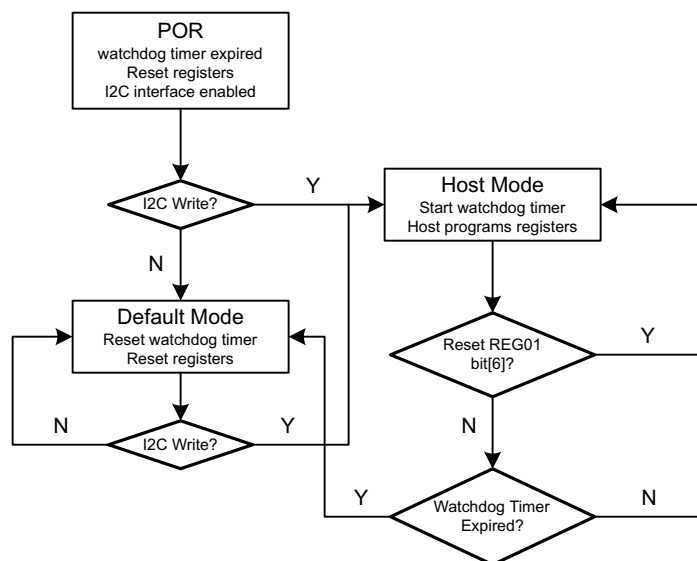 POR
watchdog timer expired
Reset registers
I2C interface enabled
I2C Write?
Y
N
Host Mode
Start watchdog timer
Host programs registers
Default Mode
Reset watchdog timer
Reset registers
Reset REG01
bit[6]?
Y
N
I2C Write?
N
Y
Watchdog Timer
Expired?
Y
N